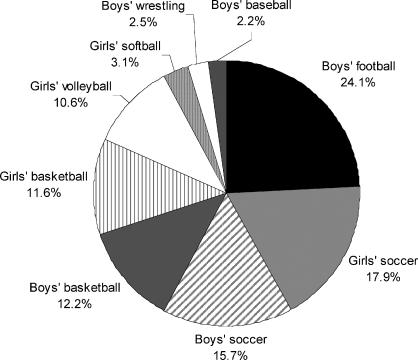 Boys' wrestling
2.5%
Boys' baseball
2.2%
Girls' softball
3.1%
Boys' football
24.1%
Girls' volleyball
10.6%
Girls' basketball
11.6%
Girls' soccer
17.9%
Boys' basketball
12.2%
Boys' soccer
15.7%